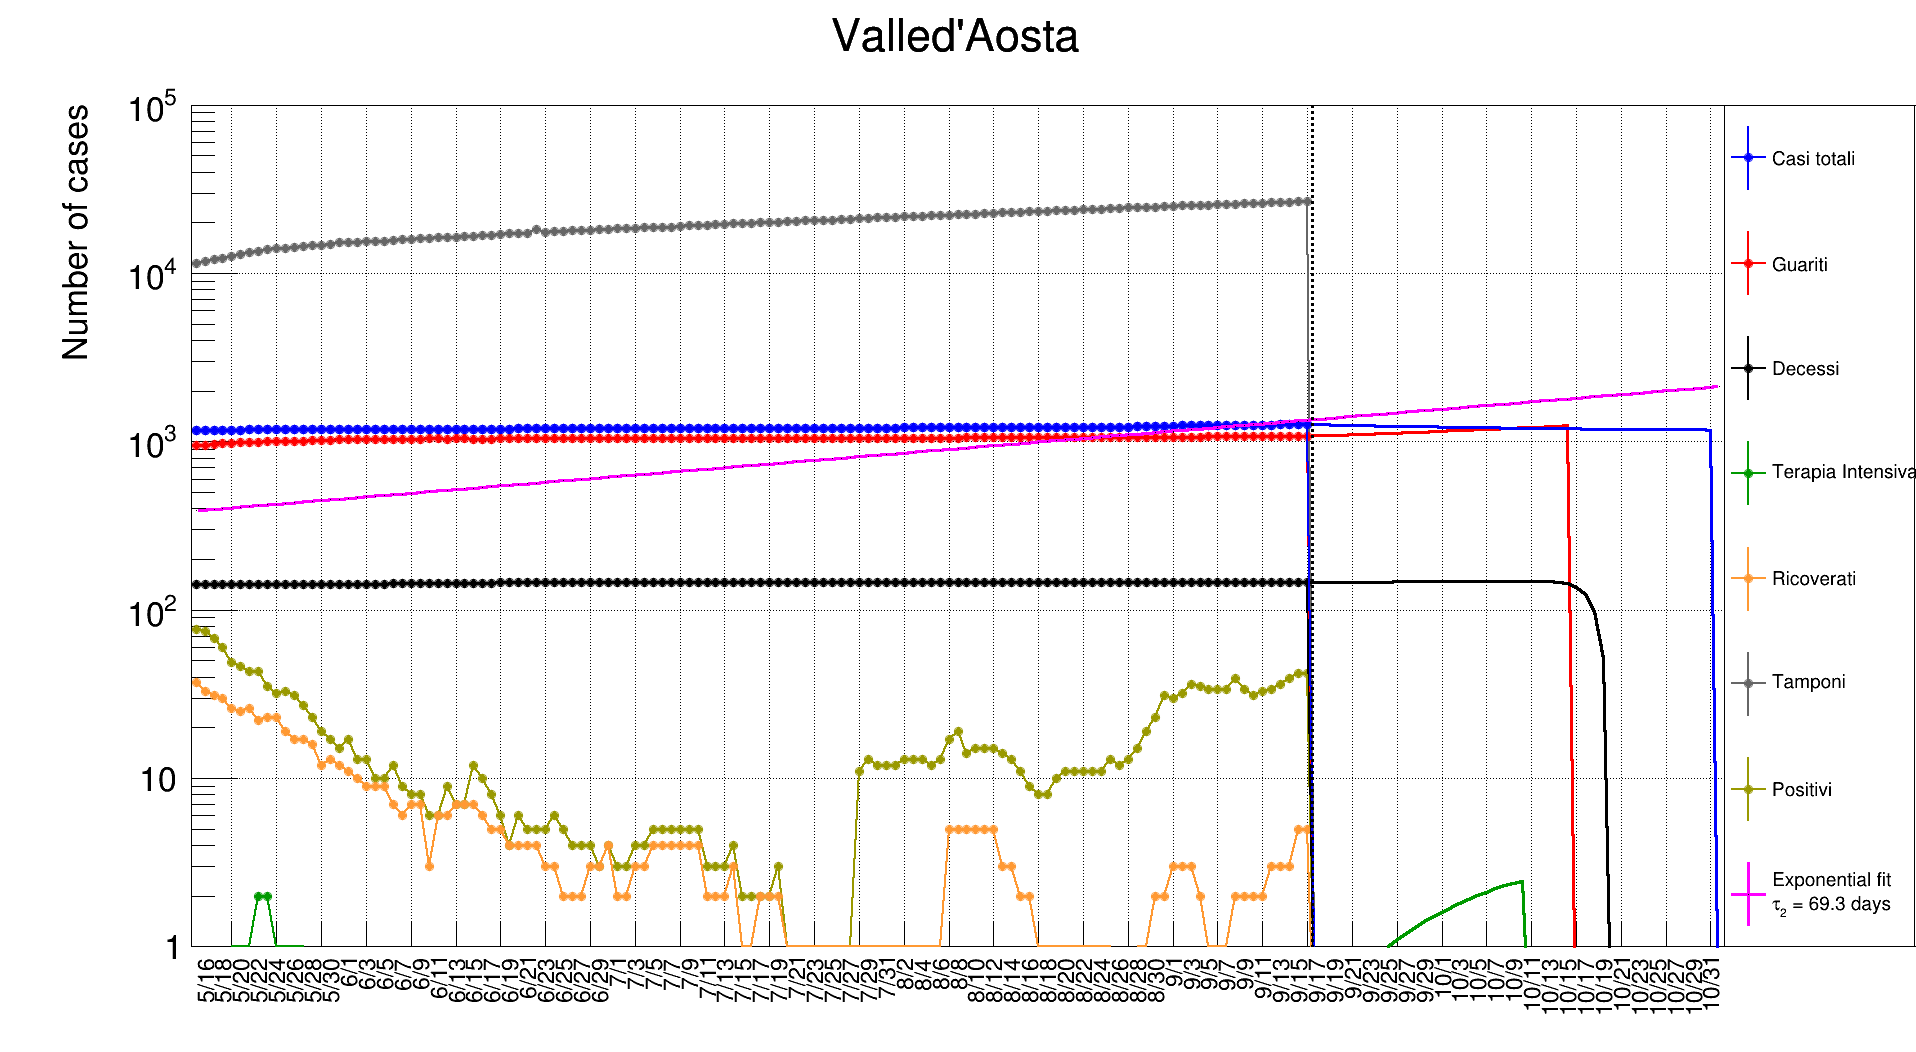 Valled'Aosta
Number of cases
10^5
10^4
10^3
10^2
10
1
5/16 5/18 5/20 5/22 5/24 5/26 5/28 5/30 6/1 6/3 6/5 6/7 6/9 6/11 6/13 6/15 6/17 6/19 6/21 6/23 6/25 6/27 6/29 7/1 7/3 7/5 7/7 7/9 7/11 7/13 7/15 7/17 7/19 7/21 7/23 7/25 7/27 7/29 7/31 8/2 8/4 8/6 8/8 8/10 8/12 8/14 8/16 8/18 8/20 8/22 8/24 8/26 8/28 8/30 9/1 9/3 9/5 9/7 9/9 9/11 9/13 9/15 9/17 9/19 9/21 9/23 9/25 9/27 9/29 10/1 10/3 10/5 10/7 10/9 10/11 10/13 10/15 10/17 10/19 10/21 10/23 10/25 10/27 10/29 10/31
Casi totali
Guariti
Decessi
Terapia Intensiva
Ricoverati
Tamponi
Positivi
Exponential fit
τ₂ = 69.3 days